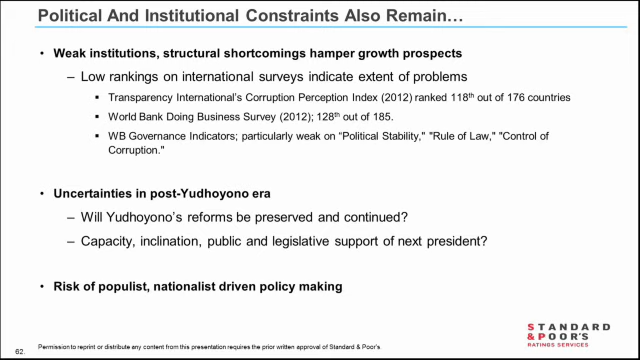 Political And Institutional Constraints Also Remain…
• Weak institutions, structural shortcomings hamper growth prospects
– Low rankings on international surveys indicate extent of problems
▪ Transparency International's Corruption Perception Index (2012) ranked 118th out of 176 countries
▪ World Bank Doing Business Survey (2012); 128th out of 185.
▪ WB Governance Indicators; particularly weak on "Political Stability," "Rule of Law," "Control of
Corruption."
• Uncertainties in post-Yudhoyono era
– Will Yudhoyono's reforms be preserved and continued?
– Capacity, inclination, public and legislative support of next president?
• Risk of populist, nationalist driven policy making
STANDARD
&POOR'S
RATINGS SERVICES
62.
Permission to reprint or distribute any content from this presentation requires the prior written approval of Standard & Poor's.